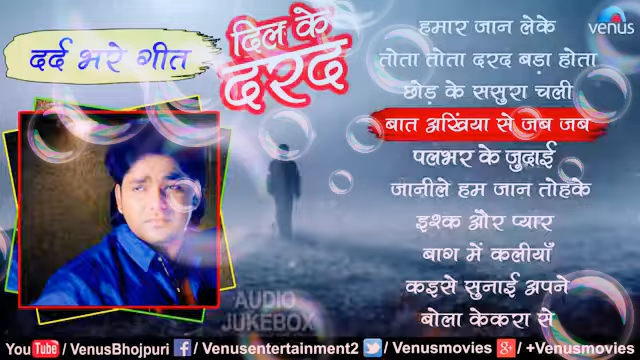 venus
दर्द भरे गीत
दिल के
दरद
हमार जान लेके
तोता तोता दरद बड़ा होता
छोड़ के ससुरा चली
बात अखिंया से जब जब
पलभर के जुदाई
जानीले हम जान तोहके
इश्क और प्यार
बाग में कलीयाँ
कइसे सुनाई अपने
बोला केकरा से
AUDIO
JUKEBOX
YouTube / VenusBhojpuri f / Venusentertainment2 / Venusmovies g+ / +Venusmovies